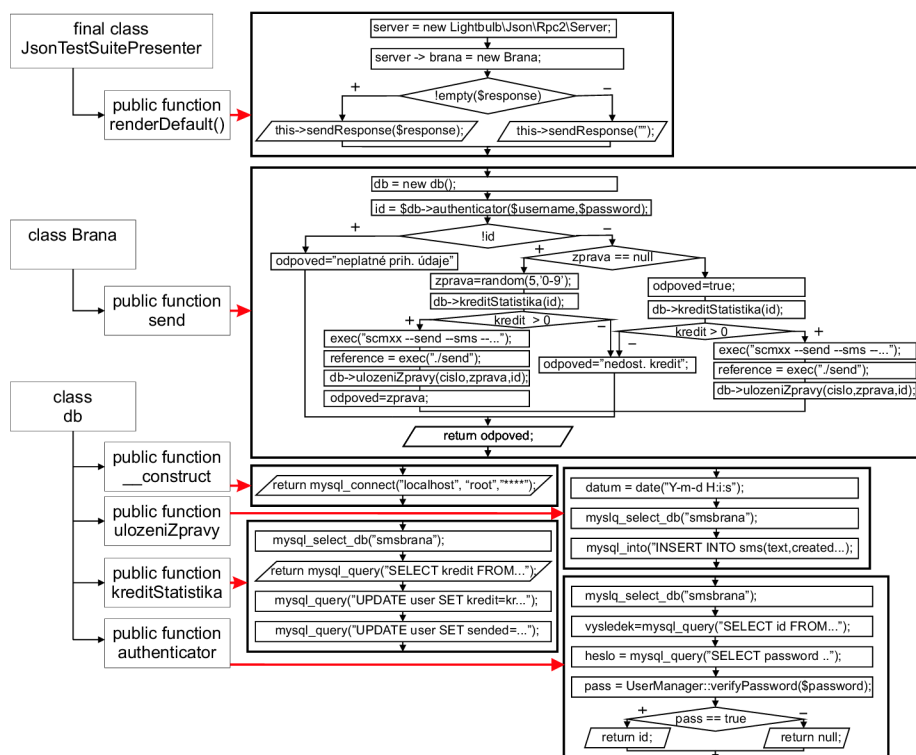 final class
JsonTestSuitePresenter
public function
renderDefault()
server = new Lightbulb\Json\Rpc2\Server;
server -> brana = new Brana;
!empty($response)
+
–
this->sendResponse($response);
this->sendResponse("");
class Brana
public function
send
db = new db();
id = $db->authenticator($username,$password);
!id
+
–
odpoved="neplatné prih. údaje"
zprava == null
+
–
zprava=random(5,'0-9');
db->kreditStatistika(id);
kredit > 0
+
–
odpoved=true;
db->kreditStatistika(id);
kredit > 0
–
+
exec("scmxx --send --sms --...");
reference = exec("./send");
db->ulozeniZpravy(cislo,zprava,id);
odpoved=zprava;
odpoved="nedost. kredit";
exec("scmxx --send --sms --...");
reference = exec("./send");
db->ulozeniZpravy(cislo,zprava,id);
return odpoved;
class
db
public function
__construct
public function
ulozeniZpravy
public function
kreditStatistika
public function
authenticator
return mysql_connect("localhost", "root","****");
mysql_select_db("smsbrana");
return mysql_query("SELECT kredit FROM...");
mysql_query("UPDATE user SET kredit=kr...");
mysql_query("UPDATE user SET sended=...");
datum = date("Y-m-d H:i:s");
myslq_select_db("smsbrana");
mysql_into("INSERT INTO sms(text,created...);
myslq_select_db("smsbrana");
vysledek=mysql_query("SELECT id FROM...");
heslo = mysql_query("SELECT password ..");
pass = UserManager::verifyPassword($password);
pass == true
+
–
return id;
return null;
+